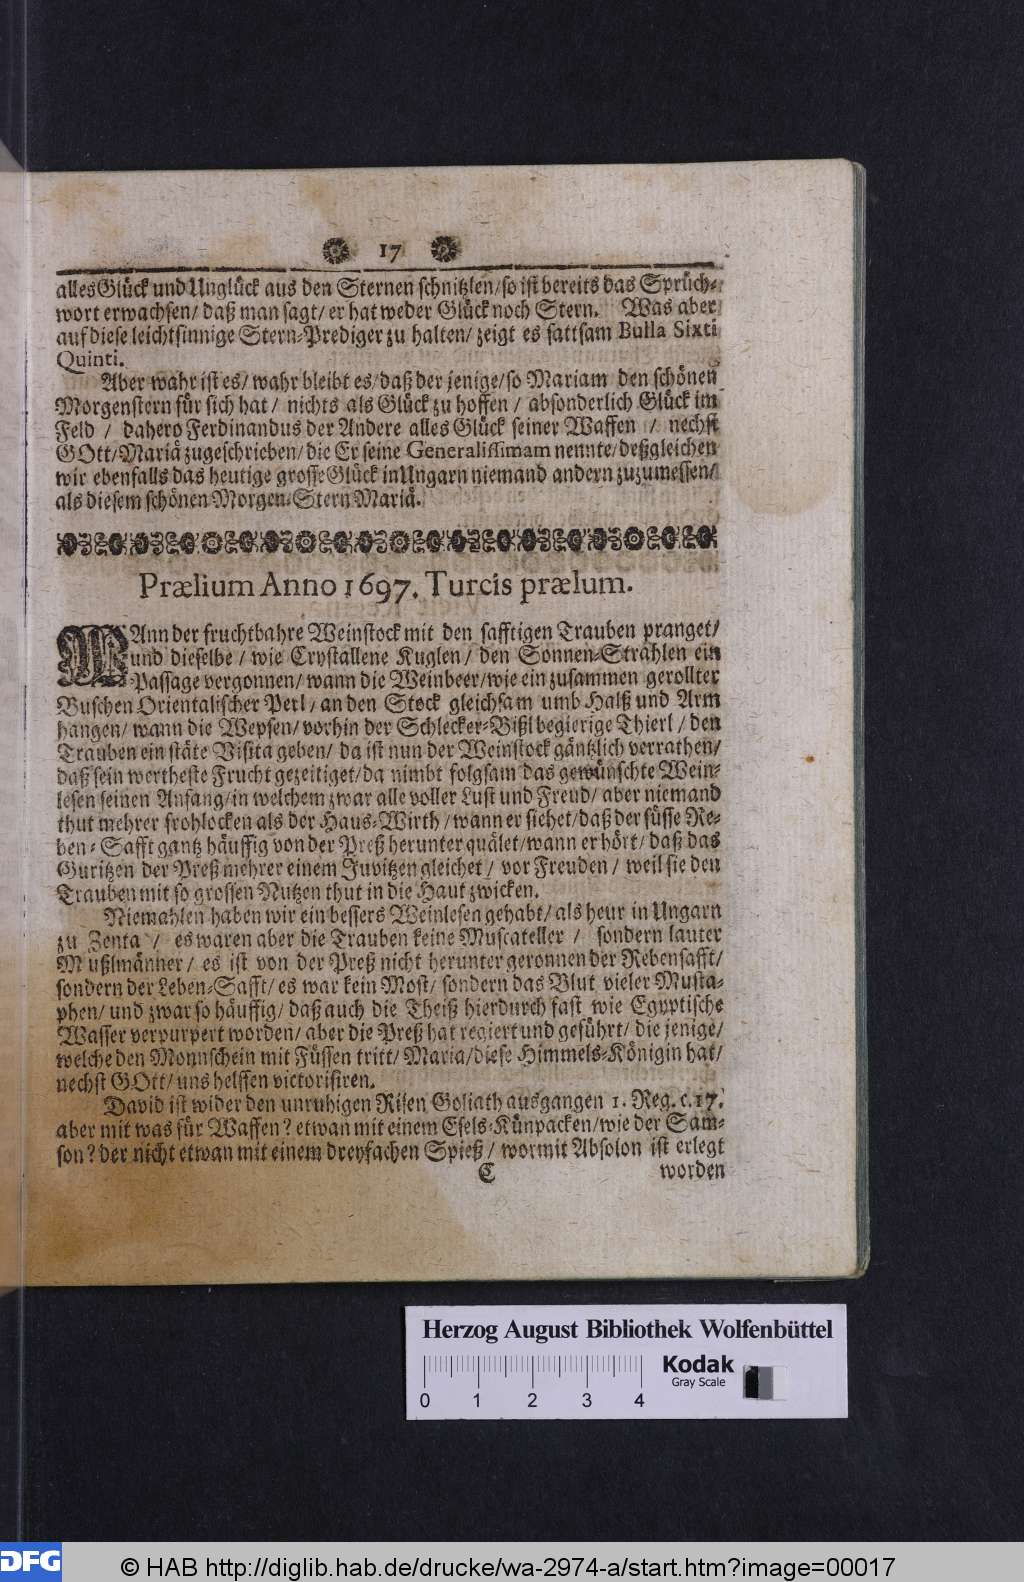 17
alles Glück und Unglück aus den Sternen schnitzlen/ so ist bereits das Sprüch-
wort erwachsen/ daß man sagt/ er hat weder Glück noch Stern. Was aber
auf diese leichtsinnige Stern-Prediger zu halten/ zeigt es sattsam Bulla Sixti
Quinti.
Aber wahr ist es/ wahr bleibt es/ daß der jenige/ so Mariam den schönen
Morgenstern für sich hat/ nichts als Glück zu hoffen/ absonderlich Glück im
Feld/ dahero Ferdinandus der Andere alles Glück seiner Waffen/ nechst
GOtt/ Mariä zugeschrieben/ die Er seine Generalissimam nennte/ deßgleichen
wir ebenfalls das heutige grosse Glück in Ungarn niemand andern zuzumessen/
als diesem schönen Morgen-Stern Mariä.
Prælium Anno 1697. Turcis prælum.
WAnn der fruchtbahre Weinstock mit den safftigen Trauben pranget/
und dieselbe/ wie Crystallene Kuglen/ den Sonnen-Strahlen ein
Passage vergonnen/ wann die Weinbeer/ wie ein zusammen gerollter
Buschen Orientalischer Perl/ an den Stock gleichsam umb Halß und Arm
hangen/ wann die Wepsen/ vorhin der Schlecker-Bißl begierige Thierl/ den
Trauben ein stäte Visita geben/ da ist nun der Weinstock gäntzlich verrathen/
daß sein wertheste Frucht gezeitiget/ da nimbt folgsam das gewünschte Wein-
lesen seinen Anfang/ in welchem zwar alle voller Lust und Freud/ aber niemand
thut mehrer frohlocken als der Haus-Wirth/ wann er siehet/ daß der süsse Re-
ben-Safft gantz häuffig von der Preß herunter quälet/ wann er hört/ daß das
Guritzen der Preß mehrer einem Juvitzen gleichet/ vor Freuden/ weil sie den
Trauben mit so grossen Nutzen thut in die Haut zwicken.
Niemahlen haben wir ein bessers Weinlesen gehabt/ als heur in Ungarn
zu Zenta/ es waren aber die Trauben keine Muscateller/ sondern lauter
Mußlmänner/ es ist von der Preß nicht herunter geronnen der Rebensafft/
sondern der Leben-Safft/ es war kein Most/ sondern das Blut vieler Musta-
phen/ und zwar so häuffig/ daß auch die Theiß hierdurch fast wie Egyptische
Wasser verpurpert worden/ aber die Preß hat regiert und geführt/ die jenige/
welche den Monnschein mit Füssen tritt/ Maria/ diese Himmels-Königin hat/
nechst GOtt/ uns helffen victorisiren.
David ist wider den unruhigen Risen Goliath ausgangen 1. Reg. c. 17.
aber mit was für Waffen? etwan mit einem Esels-Künpacken/ wie der Sam-
son? der nicht etwan mit einem dreyfachen Spieß/ wormit Absolon ist erlegt
C worden
Herzog August Bibliothek Wolfenbüttel
Kodak
Gray Scale
0 1 2 3 4
DFG © HAB http://diglib.hab.de/drucke/wa-2974-a/start.htm?image=00017